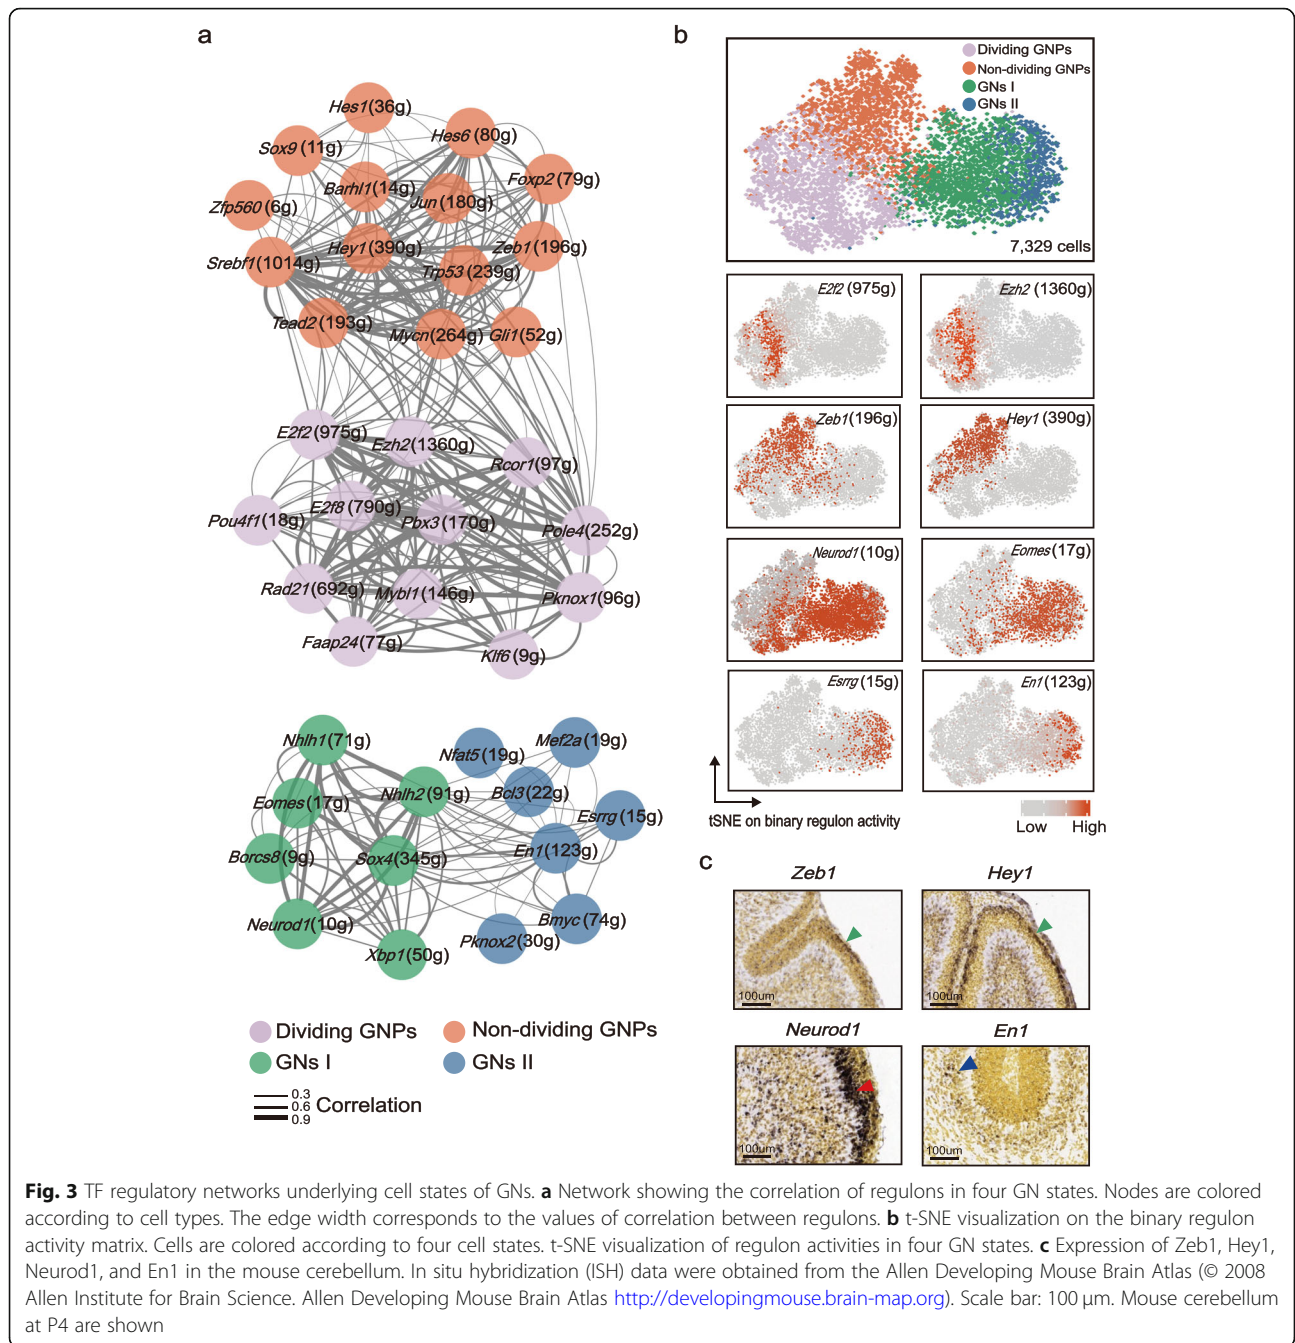 a
Hes1(36g)
Hes6(80g)
Sox9(11g)
Foxp2(79g)
Barhl1(14g)
Jun(180g)
Zfp560(6g)
Hey1(390g)
Zeb1(196g)
Srebf1(1014g)
Trp53(239g)
Tead2(193g)
Mycn(264g)
Gli1(52g)
E2f2(975g)
Ezh2(1360g)
Rcor1(97g)
E2f8(790g)
Pou4f1(18g)
Pbx3(170g)
Pole4(252g)
Rad21(692g)
Mybl1(146g)
Pknox1(96g)
Faap24(77g)
Klf6(9g)
Nhlh1(71g)
Mef2a(19g)
Nfat5(19g)
Eomes(17g)
Nhlh2(91g)
Bcl3(22g)
Esrrg(15g)
Borcs8(9g)
Sox4(345g)
En1(123g)
Neurod1(10g)
Bmyc(74g)
Xbp1(50g)
Pknox2(30g)
Dividing GNPs
Non-dividing GNPs
GNs I
GNs II
0.3
0.6
0.9
Correlation
b
Dividing GNPs
Non-dividing GNPs
GNs I
GNs II
7,329 cells
E2f2 (975g)
Ezh2 (1360g)
Zeb1(196g)
Hey1 (390g)
Neurod1(10g)
Eomes(17g)
Esrrg (15g)
En1(123g)
tSNE on binary regulon activity
Low High
c
Zeb1
Hey1
100um
100um
Neurod1
En1
100um
100um
Fig. 3 TF regulatory networks underlying cell states of GNs. a Network showing the correlation of regulons in four GN states. Nodes are colored
according to cell types. The edge width corresponds to the values of correlation between regulons. b t-SNE visualization on the binary regulon
activity matrix. Cells are colored according to four cell states. t-SNE visualization of regulon activities in four GN states. c Expression of Zeb1, Hey1,
Neurod1, and En1 in the mouse cerebellum. In situ hybridization (ISH) data were obtained from the Allen Developing Mouse Brain Atlas (© 2008
Allen Institute for Brain Science. Allen Developing Mouse Brain Atlas http://developingmouse.brain-map.org). Scale bar: 100 μm. Mouse cerebellum
at P4 are shown